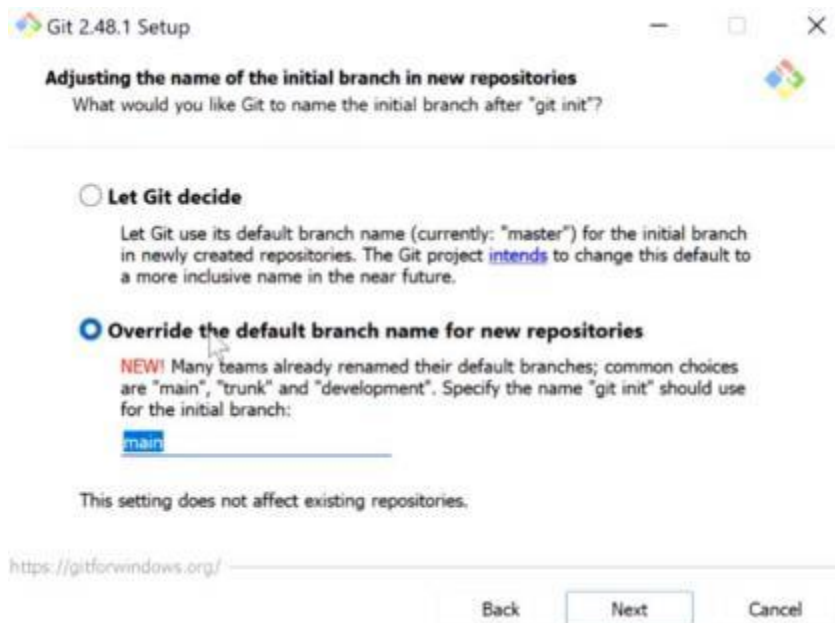 Git 2.48.1 Setup
Adjusting the name of the initial branch in new repositories
What would you like Git to name the initial branch after "git init"?
Let Git decide
Let Git use its default branch name (currently: "master") for the initial branch
in newly created repositories. The Git project intends to change this default to
a more inclusive name in the near future.
Override the default branch name for new repositories
NEW! Many teams already renamed their default branches; common choices
are "main", "trunk" and "development". Specify the name "git init" should use
for the initial branch:
main
This setting does not affect existing repositories.
https://gitforwindows.org/
Back Next Cancel